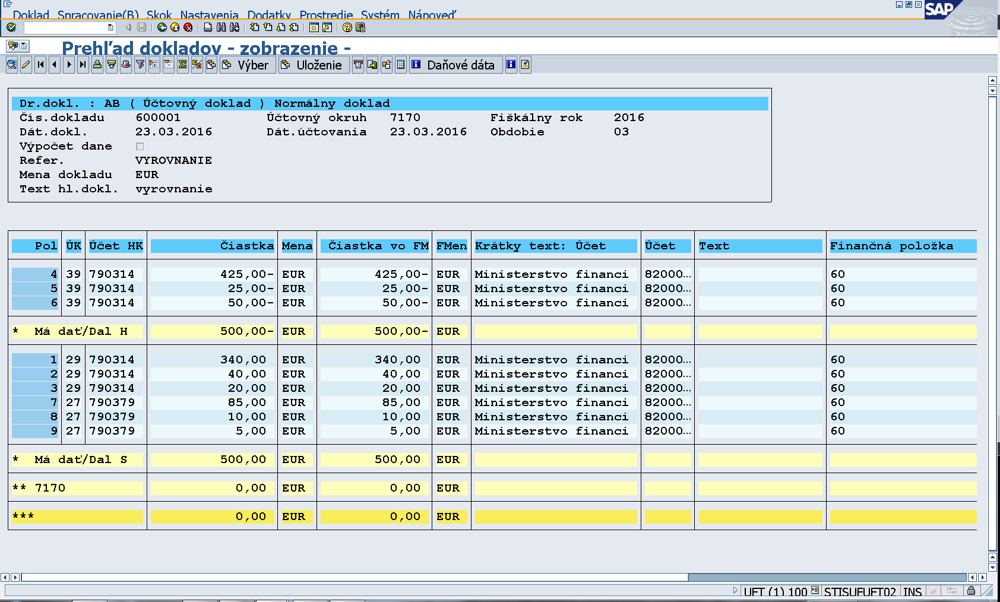 Doklad Spracovanie(B) Skok Nastavenia Dodatky Prostredie Systém Nápoveď
SAP
Prehľad dokladov - zobrazenie -
Výber Uloženie Daňové dáta
Dr.dokl. : AB ( Účtovný doklad ) Normálny doklad
Čís.dokladu 600001 Účtovný okruh 7170 Fiškálny rok 2016
Dát.dokl. 23.03.2016 Dát.účtovania 23.03.2016 Obdobie 03
Výpočet dane
Refer. VYROVNANIE
Mena dokladu EUR
Text hl.dokl. vyrovnanie
Pol ÚK Účet HK Čiastka Mena Čiastka vo FM FMen Krátky text: Účet Účet Text Finančná položka
4 39 790314 425,00- EUR 425,00- EUR Ministerstvo financi 82000... 60
5 39 790314 25,00- EUR 25,00- EUR Ministerstvo financi 82000... 60
6 39 790314 50,00- EUR 50,00- EUR Ministerstvo financi 82000... 60
* Má dať/Dal H 500,00- EUR 500,00- EUR
1 29 790314 340,00 EUR 340,00 EUR Ministerstvo financi 82000... 60
2 29 790314 40,00 EUR 40,00 EUR Ministerstvo financi 82000... 60
3 29 790314 20,00 EUR 20,00 EUR Ministerstvo financi 82000... 60
7 27 790379 85,00 EUR 85,00 EUR Ministerstvo financi 82000... 60
8 27 790379 10,00 EUR 10,00 EUR Ministerstvo financi 82000... 60
9 27 790379 5,00 EUR 5,00 EUR Ministerstvo financi 82000... 60
* Má dať/Dal S 500,00 EUR 500,00 EUR
** 7170 0,00 EUR 0,00 EUR
*** 0,00 EUR 0,00 EUR
UFT (1) 100 STISUFUFT02 INS